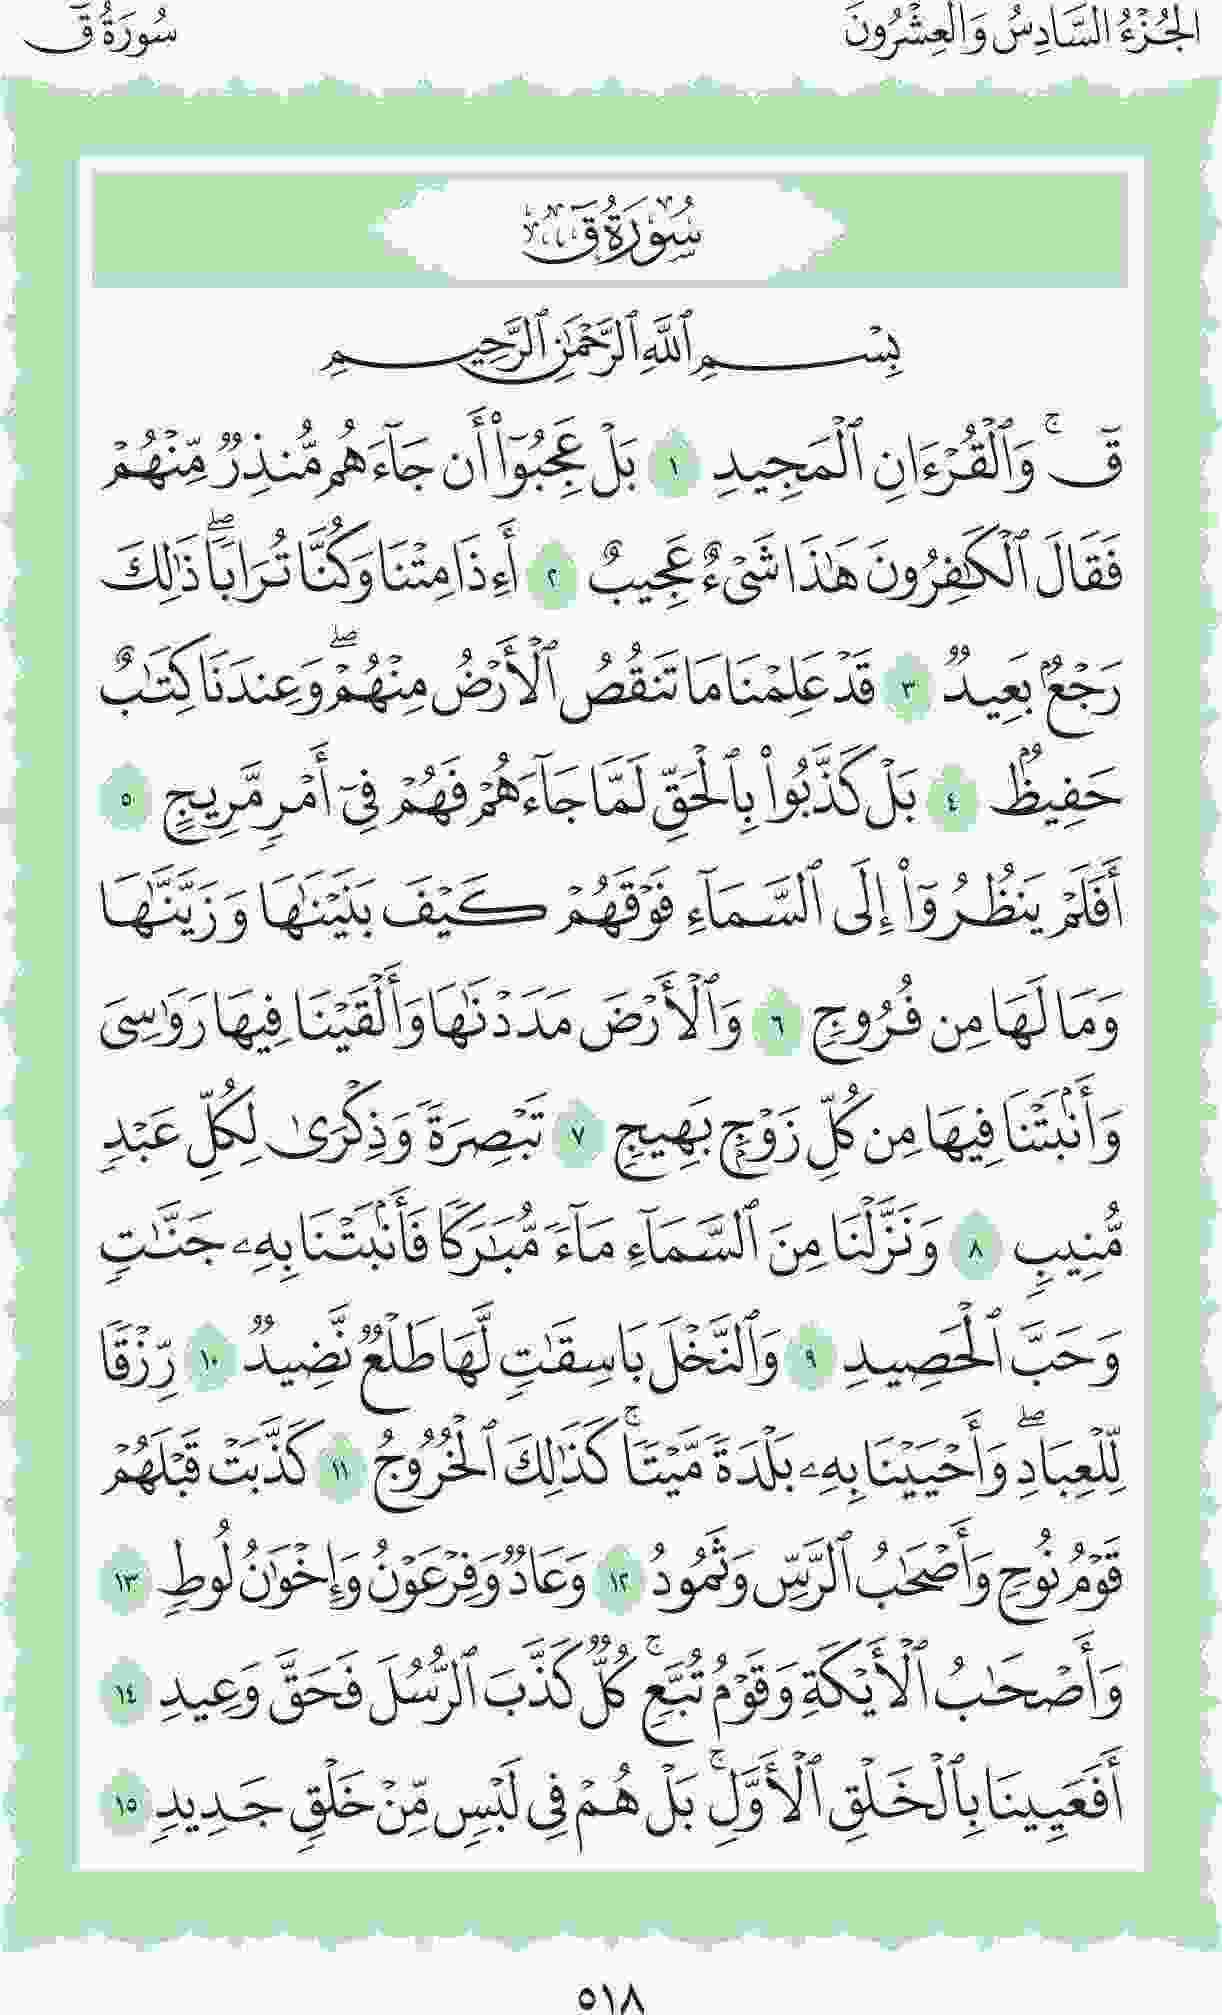 الجُزْءُ السَّادِسُ وَالعِشْرُونَ
سُورَةُ قٓ
سُورَةُ قٓ
بِسْمِ ٱللَّهِ ٱلرَّحْمَٰنِ ٱلرَّحِيمِ
قٓۚ وَٱلْقُرْءَانِ ٱلْمَجِيدِ ١ بَلْ عَجِبُوٓا۟ أَن جَآءَهُم مُّنذِرٌ مِّنْهُمْ
فَقَالَ ٱلْكَٰفِرُونَ هَٰذَا شَىْءٌ عَجِيبٌ ٢ أَءِذَا مِتْنَا وَكُنَّا تُرَابًاۖ ذَٰلِكَ
رَجْعٌۢ بَعِيدٌ ٣ قَدْ عَلِمْنَا مَا تَنقُصُ ٱلْأَرْضُ مِنْهُمْۖ وَعِندَنَا كِتَٰبٌ
حَفِيظٌۢ ٤ بَلْ كَذَّبُوا۟ بِٱلْحَقِّ لَمَّا جَآءَهُمْ فَهُمْ فِىٓ أَمْرٍ مَّرِيجٍ ٥
أَفَلَمْ يَنظُرُوٓا۟ إِلَى ٱلسَّمَآءِ فَوْقَهُمْ كَيْفَ بَنَيْنَٰهَا وَزَيَّنَّٰهَا
وَمَا لَهَا مِن فُرُوجٍ ٦ وَٱلْأَرْضَ مَدَدْنَٰهَا وَأَلْقَيْنَا فِيهَا رَوَٰسِىَ
وَأَنۢبَتْنَا فِيهَا مِن كُلِّ زَوْجٍۭ بَهِيجٍ ٧ تَبْصِرَةً وَذِكْرَىٰ لِكُلِّ عَبْدٍ
مُّنِيبٍ ٨ وَنَزَّلْنَا مِنَ ٱلسَّمَآءِ مَآءً مُّبَٰرَكًا فَأَنۢبَتْنَا بِهِۦ جَنَّٰتٍ
وَحَبَّ ٱلْحَصِيدِ ٩ وَٱلنَّخْلَ بَاسِقَٰتٍ لَّهَا طَلْعٌ نَّضِيدٌ ١٠ رِّزْقًا
لِّلْعِبَادِۖ وَأَحْيَيْنَا بِهِۦ بَلْدَةً مَّيْتًاۚ كَذَٰلِكَ ٱلْخُرُوجُ ١١ كَذَّبَتْ قَبْلَهُمْ
قَوْمُ نُوحٍ وَأَصْحَٰبُ ٱلرَّسِّ وَثَمُودُ ١٢ وَعَادٌ وَفِرْعَوْنُ وَإِخْوَٰنُ لُوطٍ ١٣
وَأَصْحَٰبُ ٱلْأَيْكَةِ وَقَوْمُ تُبَّعٍۚ كُلٌّ كَذَّبَ ٱلرُّسُلَ فَحَقَّ وَعِيدِ ١٤
أَفَعَيِينَا بِٱلْخَلْقِ ٱلْأَوَّلِۚ بَلْ هُمْ فِى لَبْسٍ مِّنْ خَلْقٍ جَدِيدٍ ١٥
٥١٨